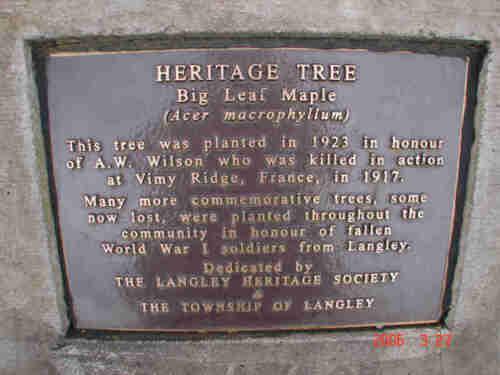 HERITAGE TREE
Big Leaf Maple
(Acer macrophyllum)
This tree was planted in 1923 in honour
of A.W. Wilson who was killed in action
at Vimy Ridge, France, in 1917.
Many more commemorative trees, some
now lost, were planted throughout the
community in honour of fallen
World War I soldiers from Langley.
Dedicated by
THE LANGLEY HERITAGE SOCIETY
&
THE TOWNSHIP OF LANGLEY
2006 3 27